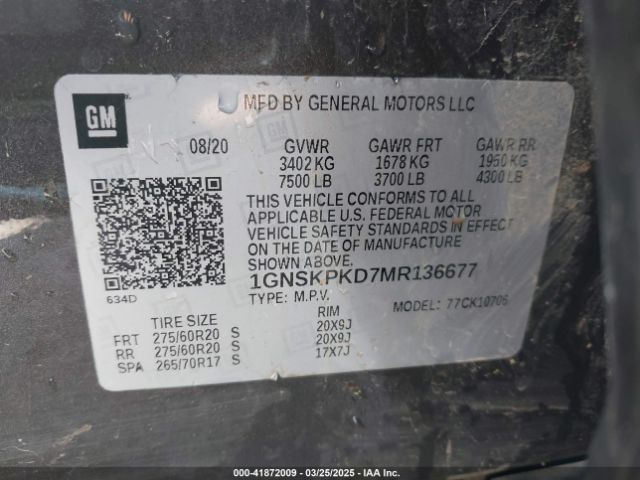 GM
MFD BY GENERAL MOTORS LLC
08/20 GVWR GAWR FRT GAWR RR
3402 KG 1678 KG 1950 KG
7500 LB 3700 LB 4300 LB
THIS VEHICLE CONFORMS TO ALL
APPLICABLE U.S. FEDERAL MOTOR
VEHICLE SAFETY STANDARDS IN EFFECT
ON THE DATE OF MANUFACTURE
SHOWN ABOVE.
1GNSKPKD7MR136677
634D
TYPE: M.P.V. MODEL: 77CK10706
TIRE SIZE RIM
FRT 275/60R20 S 20X9J
RR 275/60R20 S 20X9J
SPA 265/70R17 S 17X7J
000-41872009 - 03/25/2025 - IAA Inc.